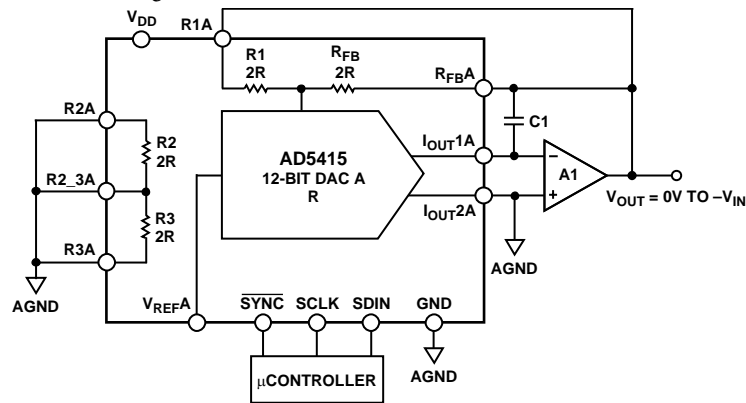 VDD
R1A
R1
2R
RFB
2R
RFBA
R2A
R2
2R
R2_3A
R3
2R
R3A
AGND
AD5415
12-BIT DAC A
R
IOUT1A
IOUT2A
C1
A1
VOUT = 0V TO –VIN
AGND
VREFA
SYNC
SCLK
SDIN
GND
AGND
µCONTROLLER